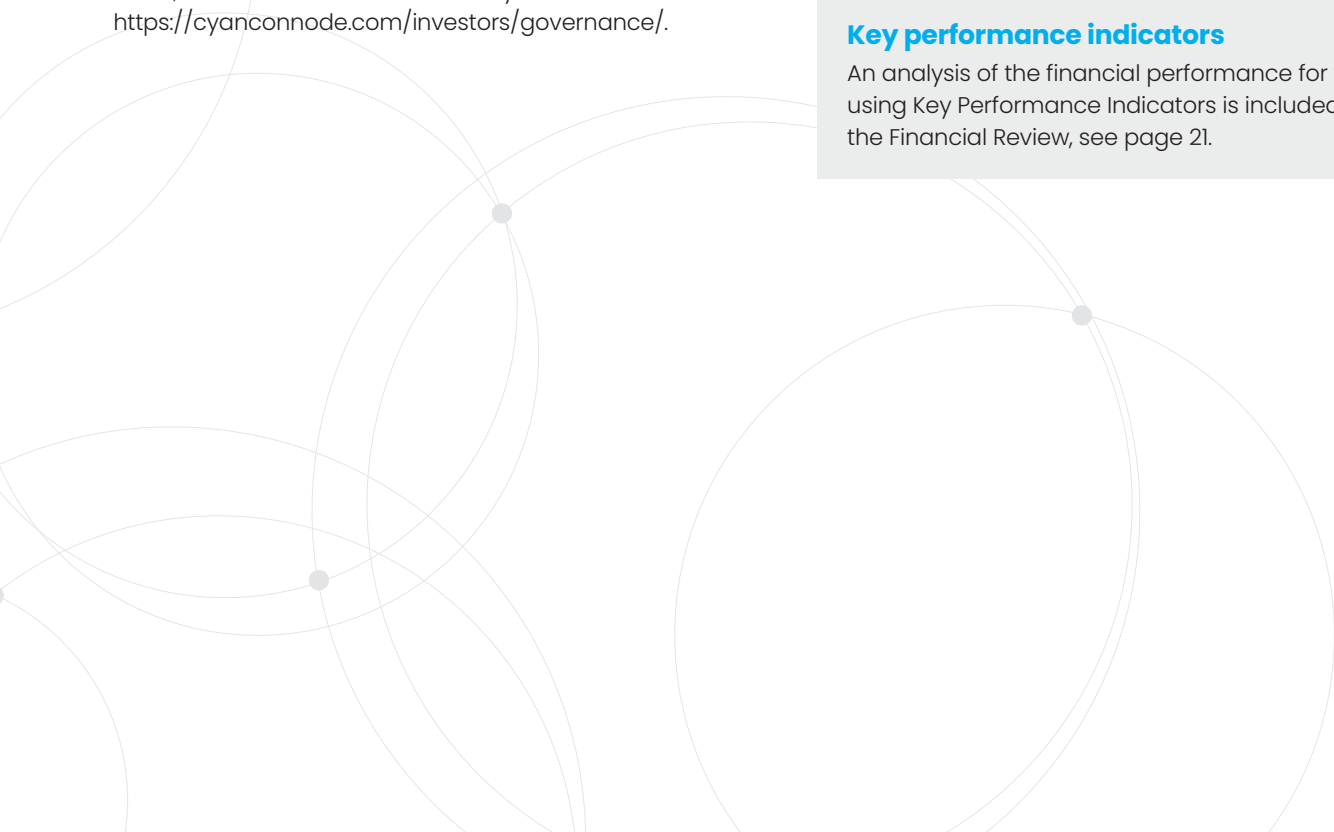 https://cyanconnode.com/investors/governance/.
Key performance indicators
An analysis of the financial performance for
using Key Performance Indicators is included
the Financial Review, see page 21.